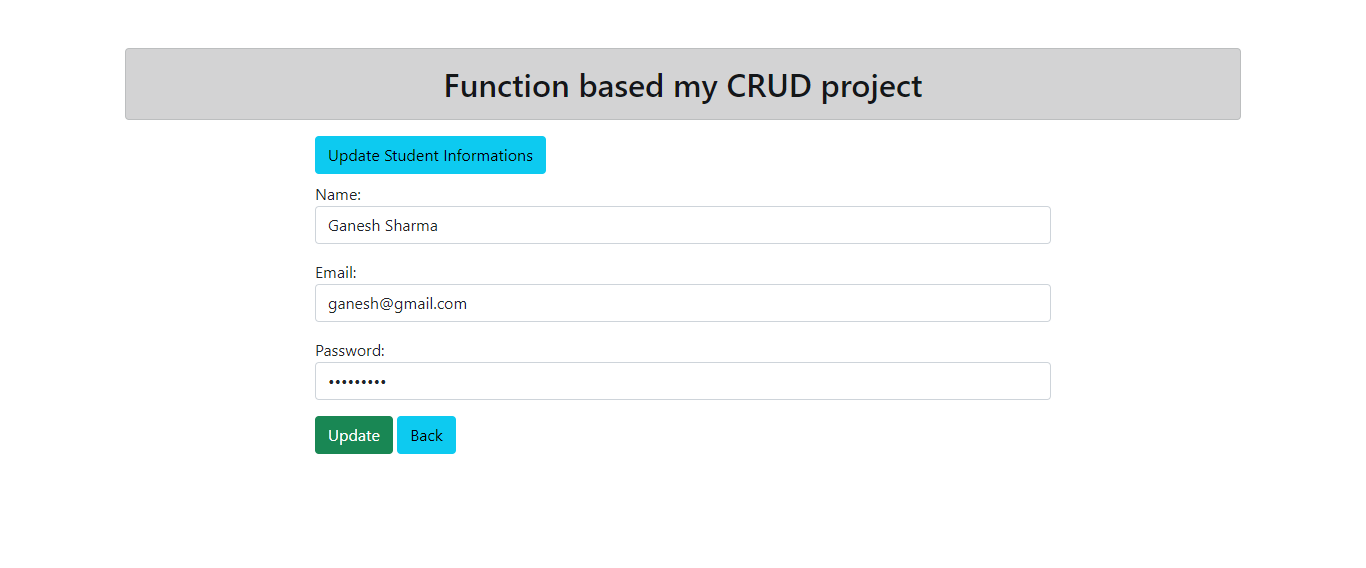 Function based my CRUD project
Update Student Informations
Name:
Ganesh Sharma
Email:
ganesh@gmail.com
Password:
•••••••••
Update Back